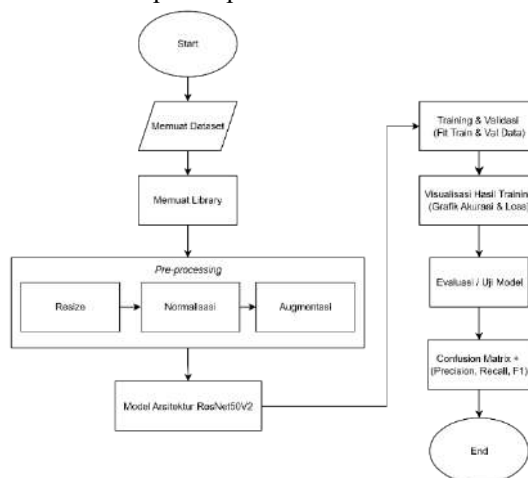 Start
Memuat Dataset
Memuat Library
Pre-processing
Resize
Normalisasi
Augmentasi
Model Arsitektur ResNet50V2
Training & Validasi
(Fit Train & Val Data)
Visualisasi Hasil Training
(Grafik Akurasi & Loss)
Evaluasi / Uji Model
Confusion Matrix +
(Precision, Recall, F1)
End